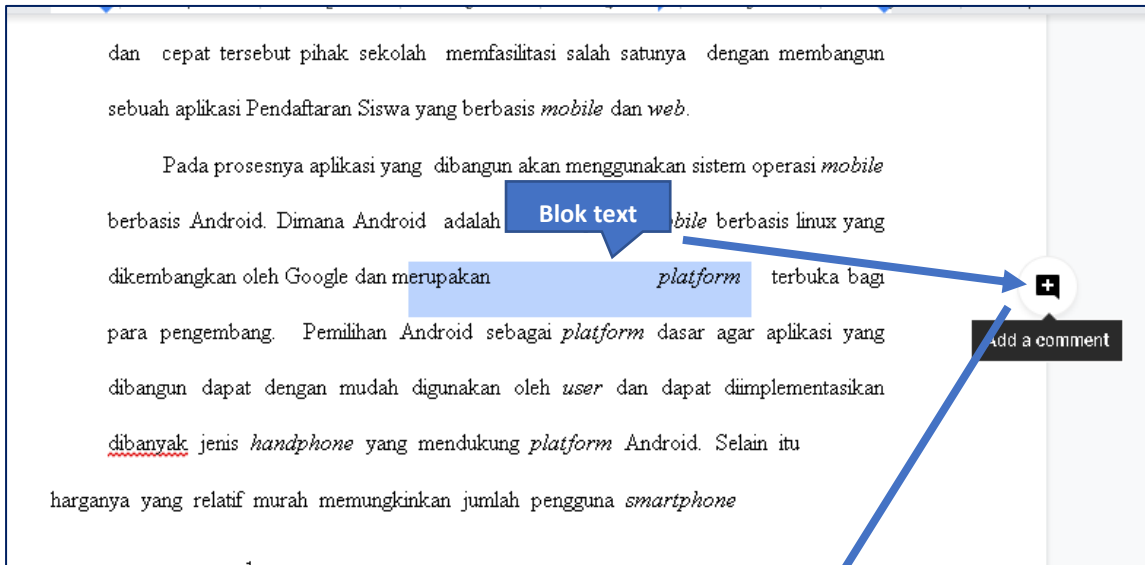 dan cepat tersebut pihak sekolah memfasilitasi salah satunya dengan membangun
sebuah aplikasi Pendaftaran Siswa yang berbasis mobile dan web.
Pada prosesnya aplikasi yang dibangun akan menggunakan sistem operasi mobile
berbasis Android. Dimana Android adalah
Blok text
berbasis linux yang
dikembangkan oleh Google dan merupakan platform terbuka bagi
para pengembang. Pemilihan Android sebagai platform dasar agar aplikasi yang
Add a comment
dibangun dapat dengan mudah digunakan oleh user dan dapat diimplementasikan
dibanyak jenis handphone yang mendukung platform Android. Selain itu
harganya yang relatif murah memungkinkan jumlah pengguna smartphone